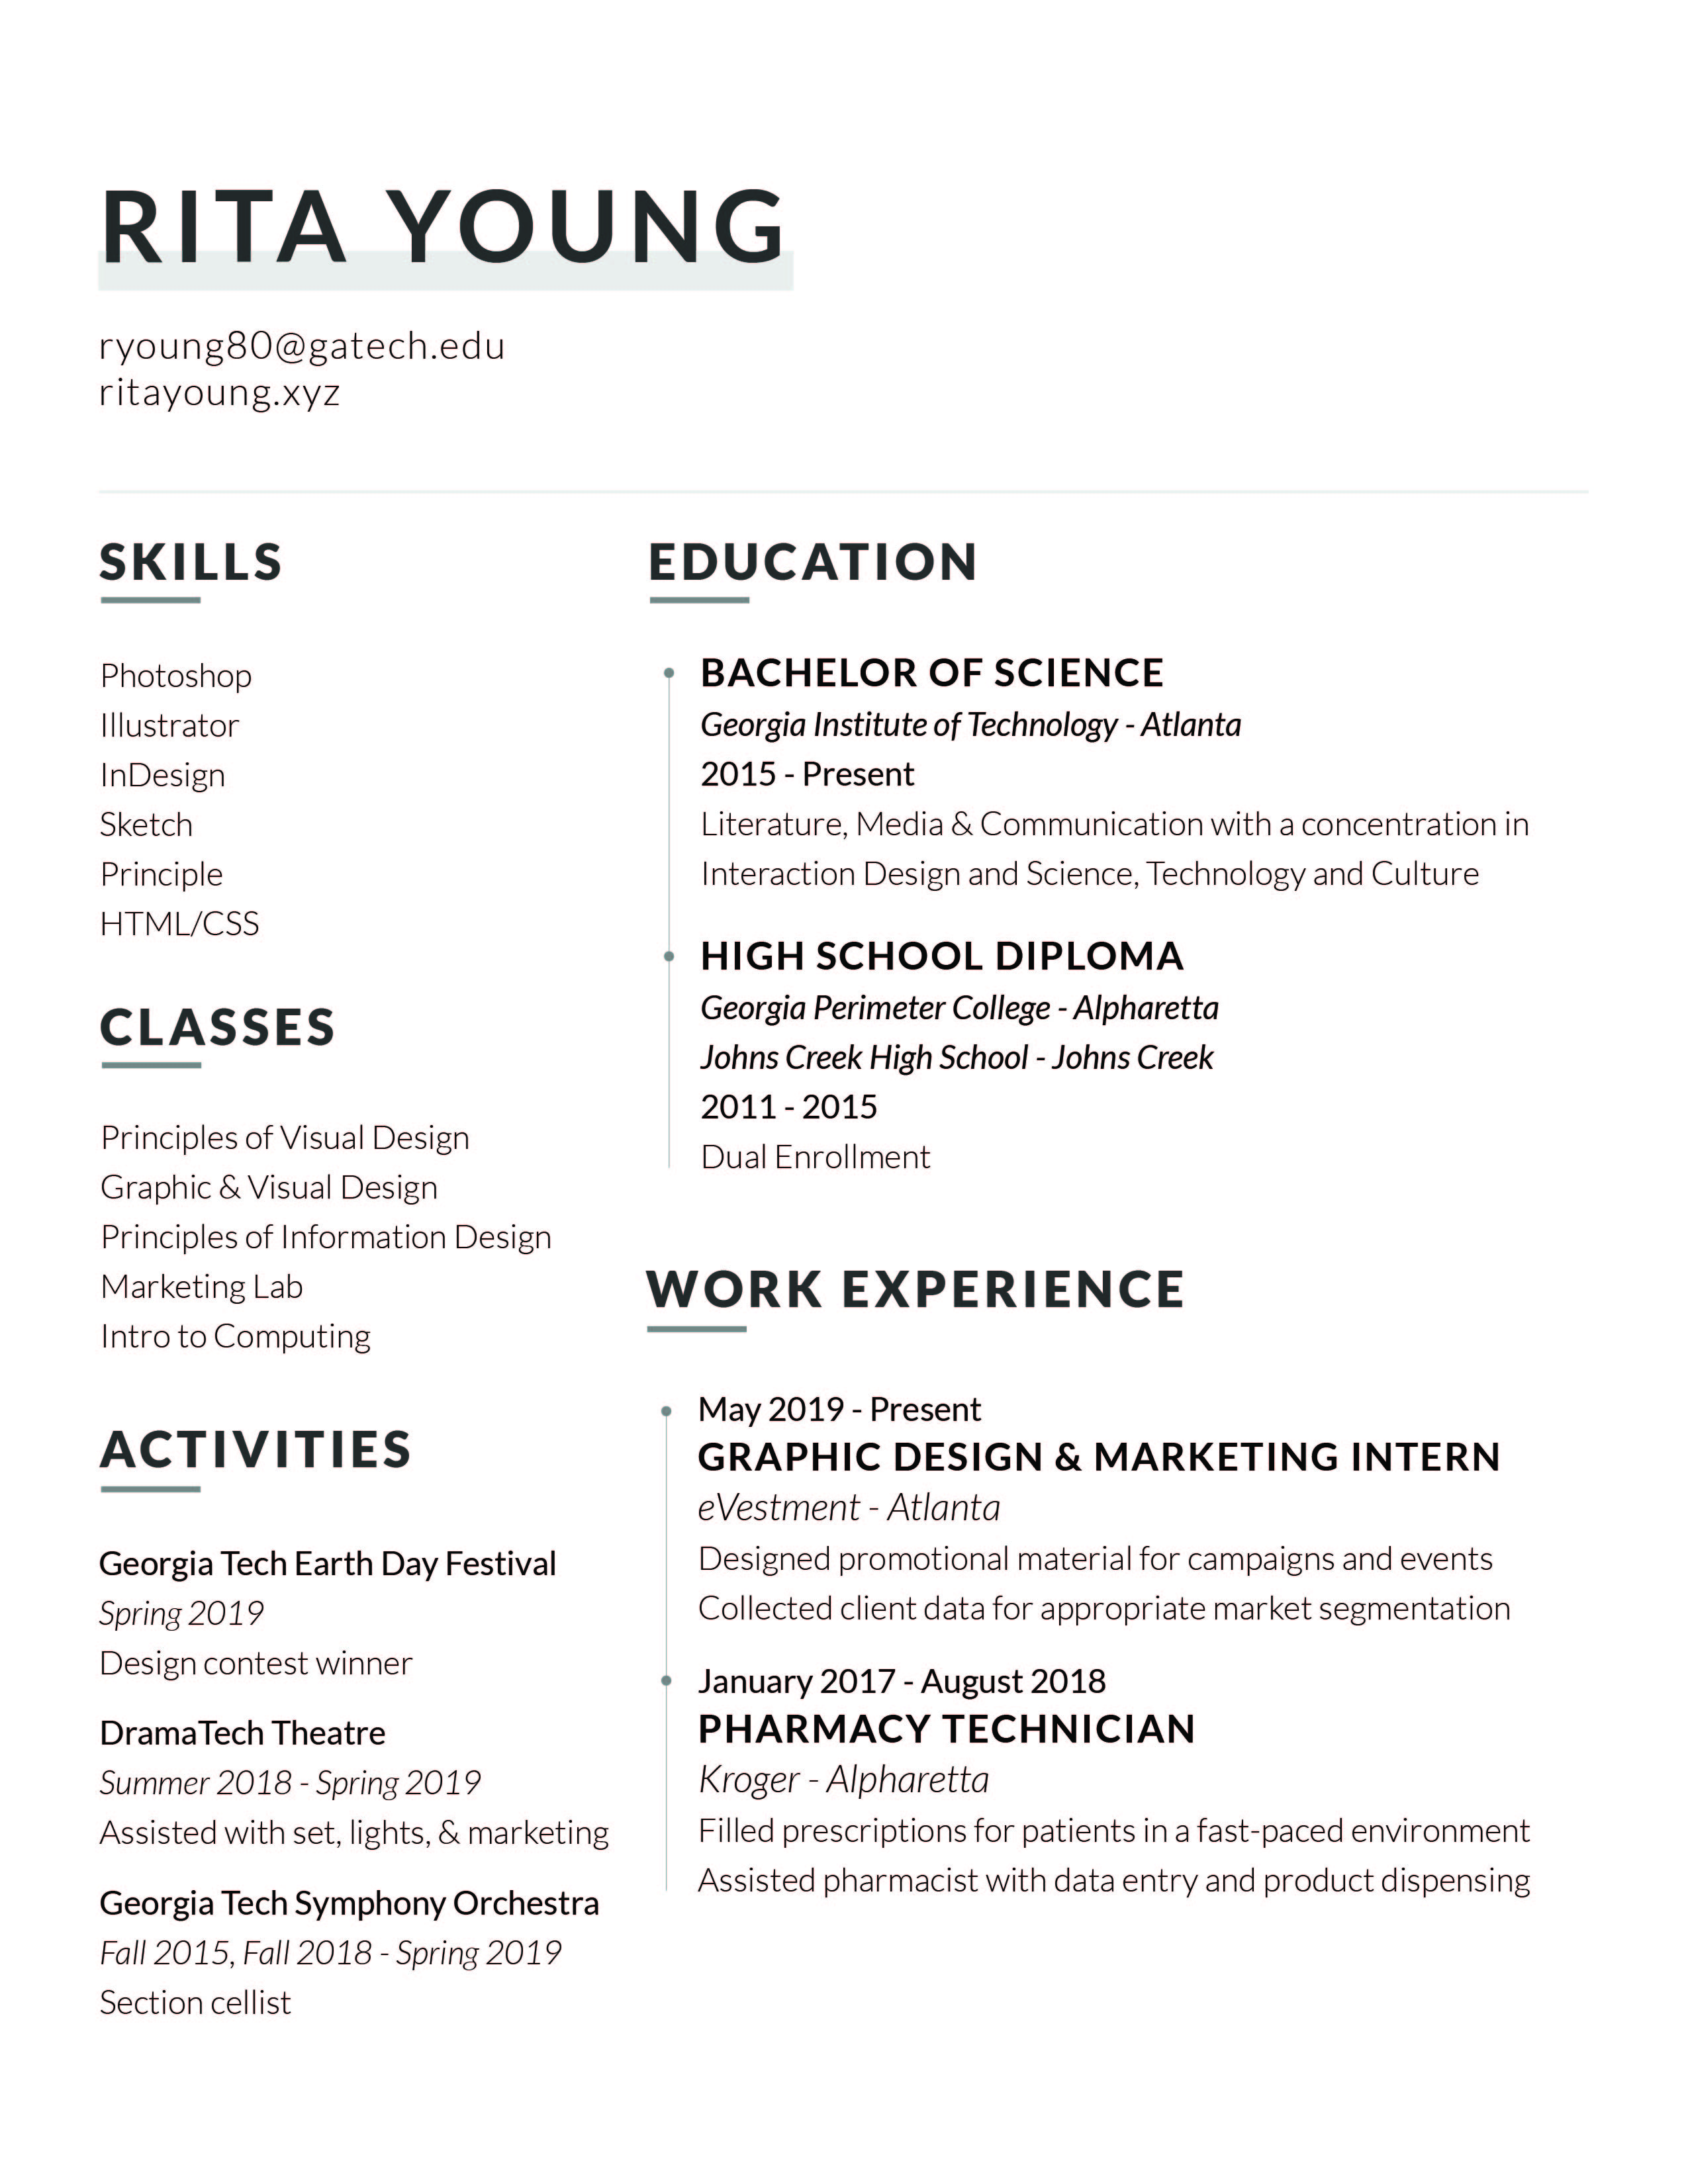 RITA YOUNG
ryoung80@gatech.edu
ritayoung.xyz
SKILLS
Photoshop
Illustrator
InDesign
Sketch
Principle
HTML/CSS
CLASSES
Principles of Visual Design
Graphic & Visual Design
Principles of Information Design
Marketing Lab
Intro to Computing
ACTIVITIES
Georgia Tech Earth Day Festival
Spring 2019
Design contest winner
DramaTech Theatre
Summer 2018 - Spring 2019
Assisted with set, lights, & marketing
Georgia Tech Symphony Orchestra
Fall 2015, Fall 2018 - Spring 2019
Section cellist
EDUCATION
BACHELOR OF SCIENCE
Georgia Institute of Technology - Atlanta
2015 - Present
Literature, Media & Communication with a concentration in
Interaction Design and Science, Technology and Culture
HIGH SCHOOL DIPLOMA
Georgia Perimeter College - Alpharetta
Johns Creek High School - Johns Creek
2011 - 2015
Dual Enrollment
WORK EXPERIENCE
May 2019 - Present
GRAPHIC DESIGN & MARKETING INTERN
eVestment - Atlanta
Designed promotional material for campaigns and events
Collected client data for appropriate market segmentation
January 2017 - August 2018
PHARMACY TECHNICIAN
Kroger - Alpharetta
Filled prescriptions for patients in a fast-paced environment
Assisted pharmacist with data entry and product dispensing